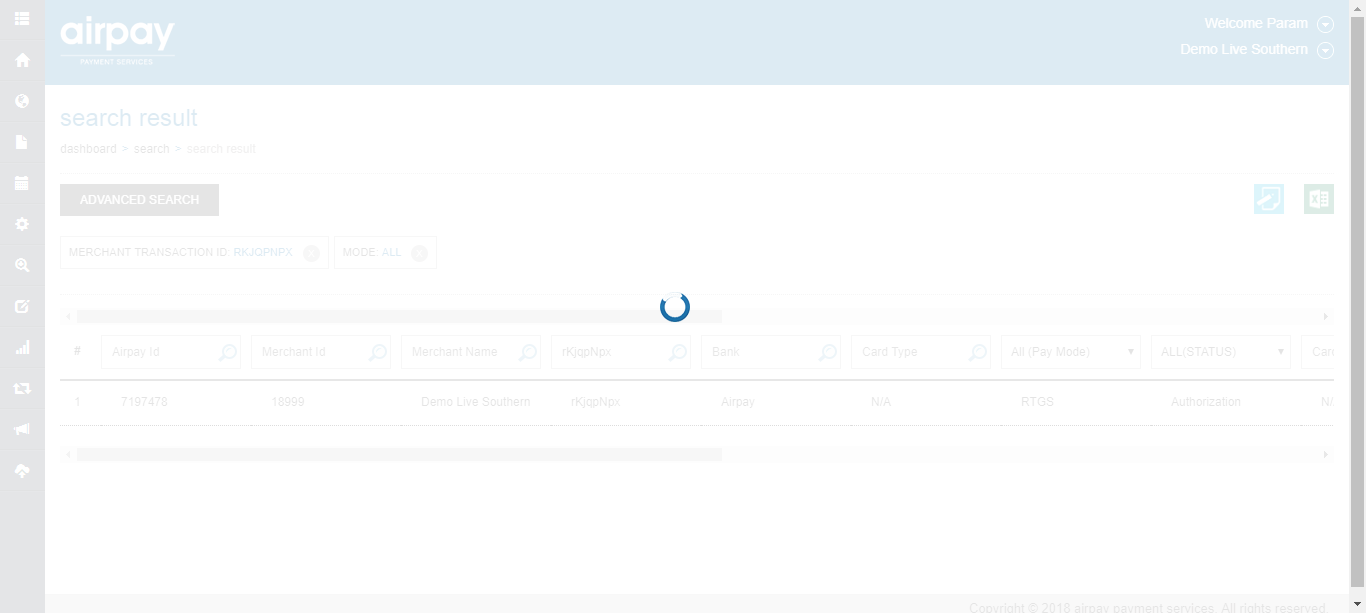 airpay
PAYMENT SERVICES
Welcome Param
Demo Live Southern
search result
dashboard > search > search result
ADVANCED SEARCH
MERCHANT TRANSACTION ID: RKJQPNPX x MODE: ALL x
# Airpay Id Merchant Id Merchant Name rKjqpNpx Bank Card Type All (Pay Mode) ALL(STATUS) Card
1 7197478 18999 Demo Live Southern rKjqpNpx Airpay N/A RTGS Authorization N/
Copyright © 2018 airpay payment services. All rights reserved